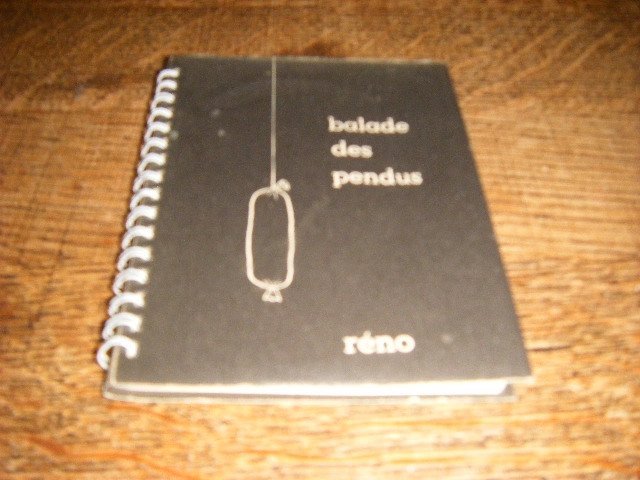 balade
des
pendus
réno